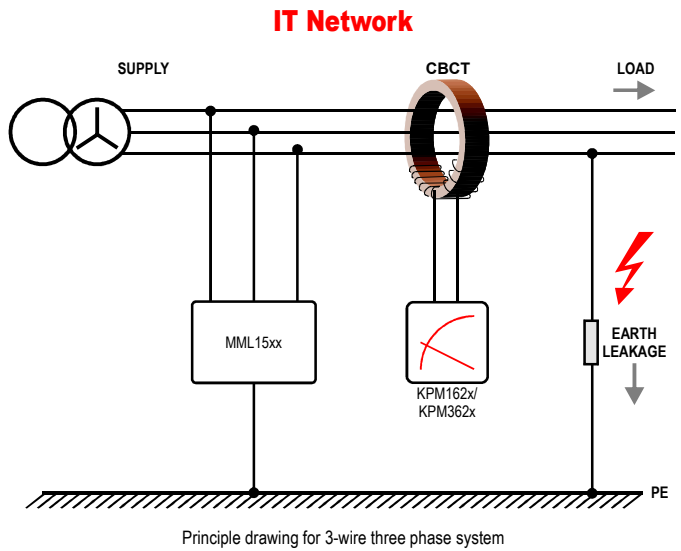 IT Network
SUPPLY
CBCT
LOAD
MML15xx
KPM162x/
KPM362x
EARTH
LEAKAGE
PE
Principle drawing for 3-wire three phase system